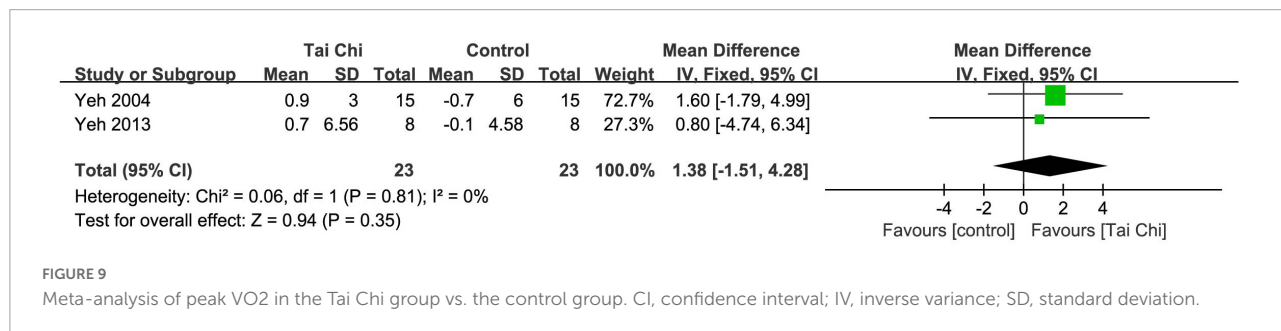 Tai Chi Control Mean Difference Mean Difference
Study or Subgroup Mean SD Total Mean SD Total Weight IV, Fixed, 95% CI IV, Fixed, 95% CI
Yeh 2004 0.9 3 15 -0.7 6 15 72.7% 1.60 [-1.79, 4.99]
Yeh 2013 0.7 6.56 8 -0.1 4.58 8 27.3% 0.80 [-4.74, 6.34]
Total (95% CI) 23 23 100.0% 1.38 [-1.51, 4.28]
Heterogeneity: Chi² = 0.06, df = 1 (P = 0.81); I² = 0%
Test for overall effect: Z = 0.94 (P = 0.35)
-4 -2 0 2 4
Favours [control] Favours [Tai Chi]
FIGURE 9
Meta-analysis of peak VO2 in the Tai Chi group vs. the control group. CI, confidence interval; IV, inverse variance; SD, standard deviation.